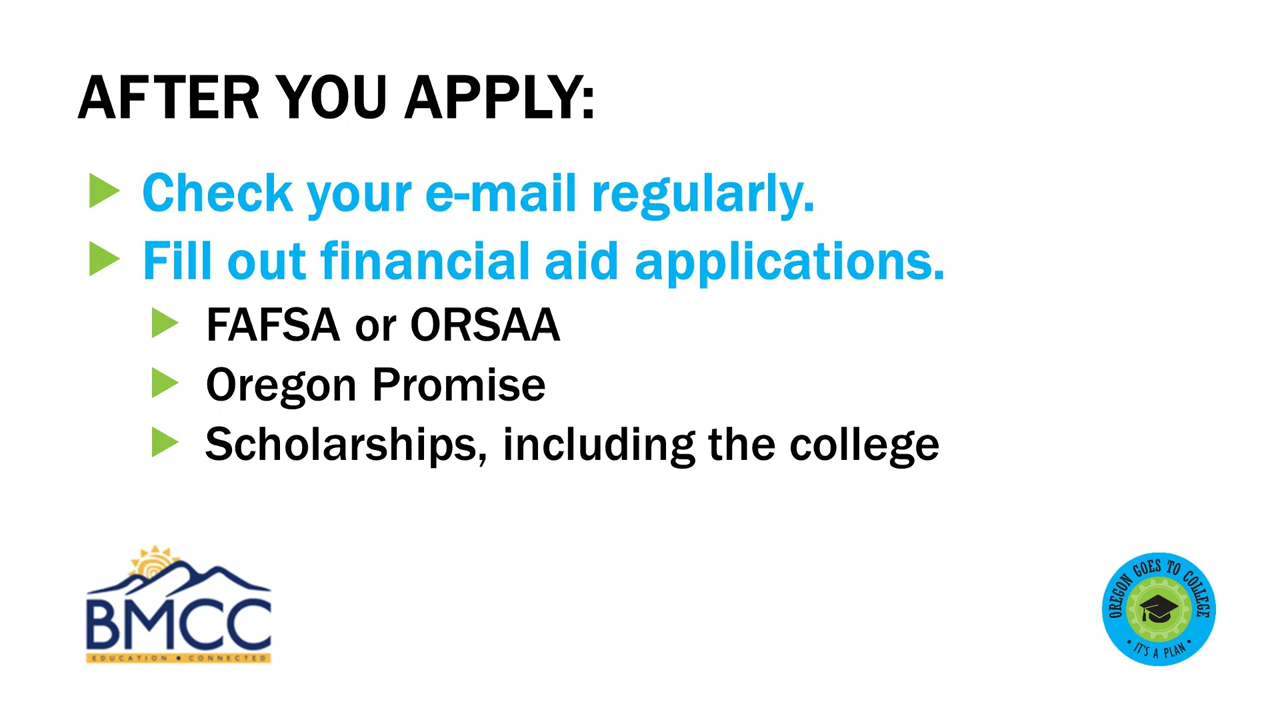 AFTER YOU APPLY:
Check your e-mail regularly.
Fill out financial aid applications.
FAFSA or ORSAA
Oregon Promise
Scholarships, including the college
BMCC
EDUCATION • CONNECTED
OREGON GOES TO COLLEGE
• IT'S A PLAN •